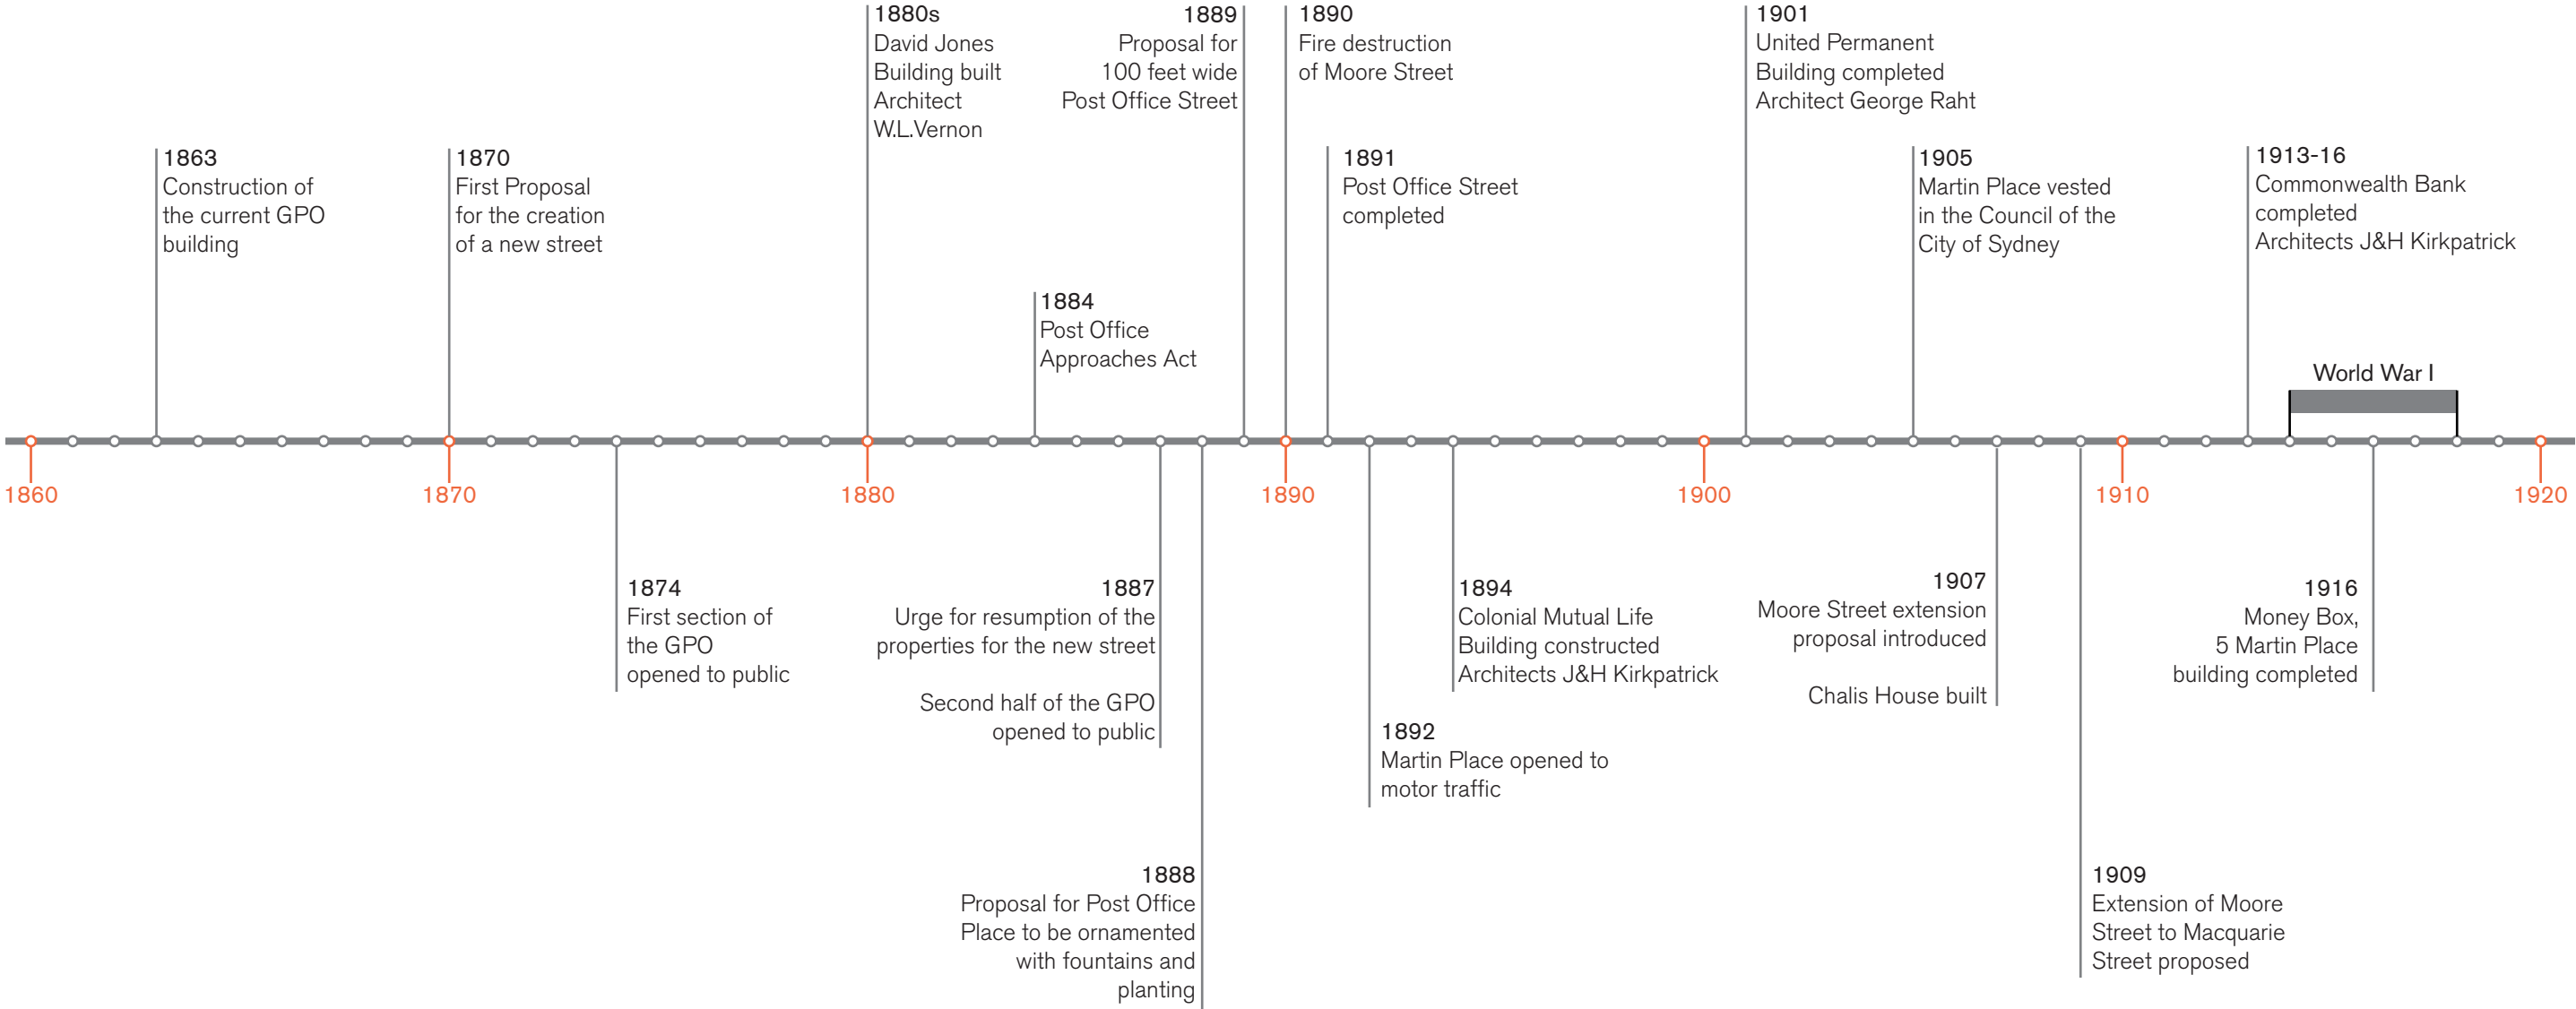 1880s
David Jones
Building built
Architect
W.L.Vernon
1889
Proposal for
100 feet wide
Post Office Street
1890
Fire destruction
of Moore Street
1901
United Permanent
Building completed
Architect George Raht
1863
Construction of
the current GPO
building
1870
First Proposal
for the creation
of a new street
1891
Post Office Street
completed
1905
Martin Place vested
in the Council of the
City of Sydney
1913-16
Commonwealth Bank
completed
Architects J&H Kirkpatrick
1884
Post Office
Approaches Act
World War I
1860
1870
1880
1890
1900
1910
1920
1874
First section of
the GPO
opened to public
1887
Urge for resumption of the
properties for the new street
Second half of the GPO
opened to public
1894
Colonial Mutual Life
Building constructed
Architects J&H Kirkpatrick
1907
Moore Street extension
proposal introduced
Chalis House built
1916
Money Box,
5 Martin Place
building completed
1892
Martin Place opened to
motor traffic
1888
Proposal for Post Office
Place to be ornamented
with fountains and
planting
1909
Extension of Moore
Street to Macquarie
Street proposed